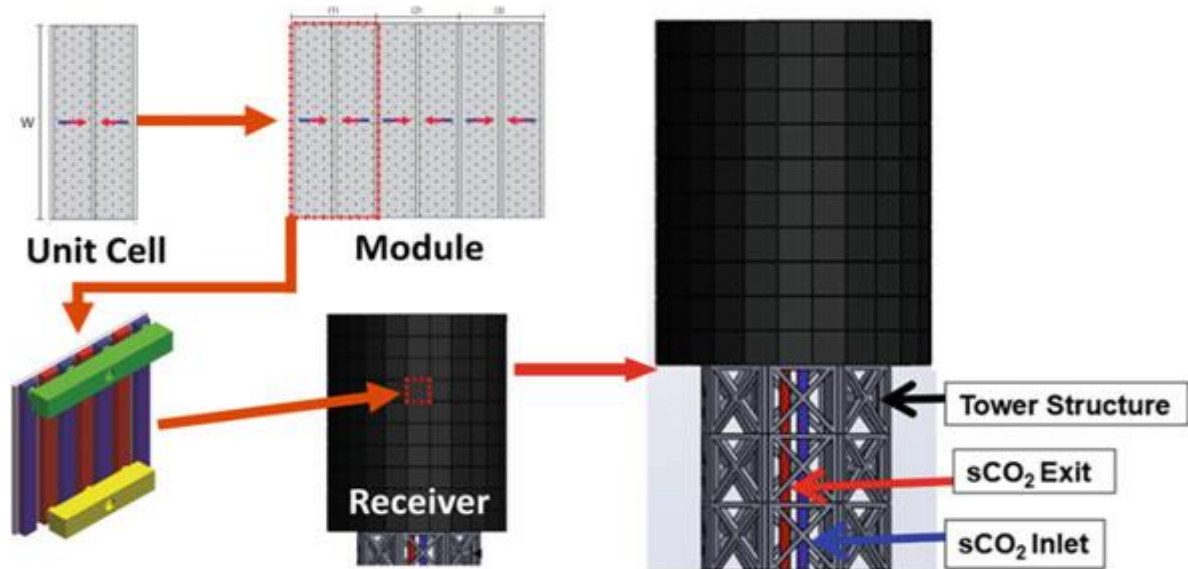 W
Unit Cell
Module
Receiver
Tower Structure
sCO₂ Exit
sCO₂ Inlet